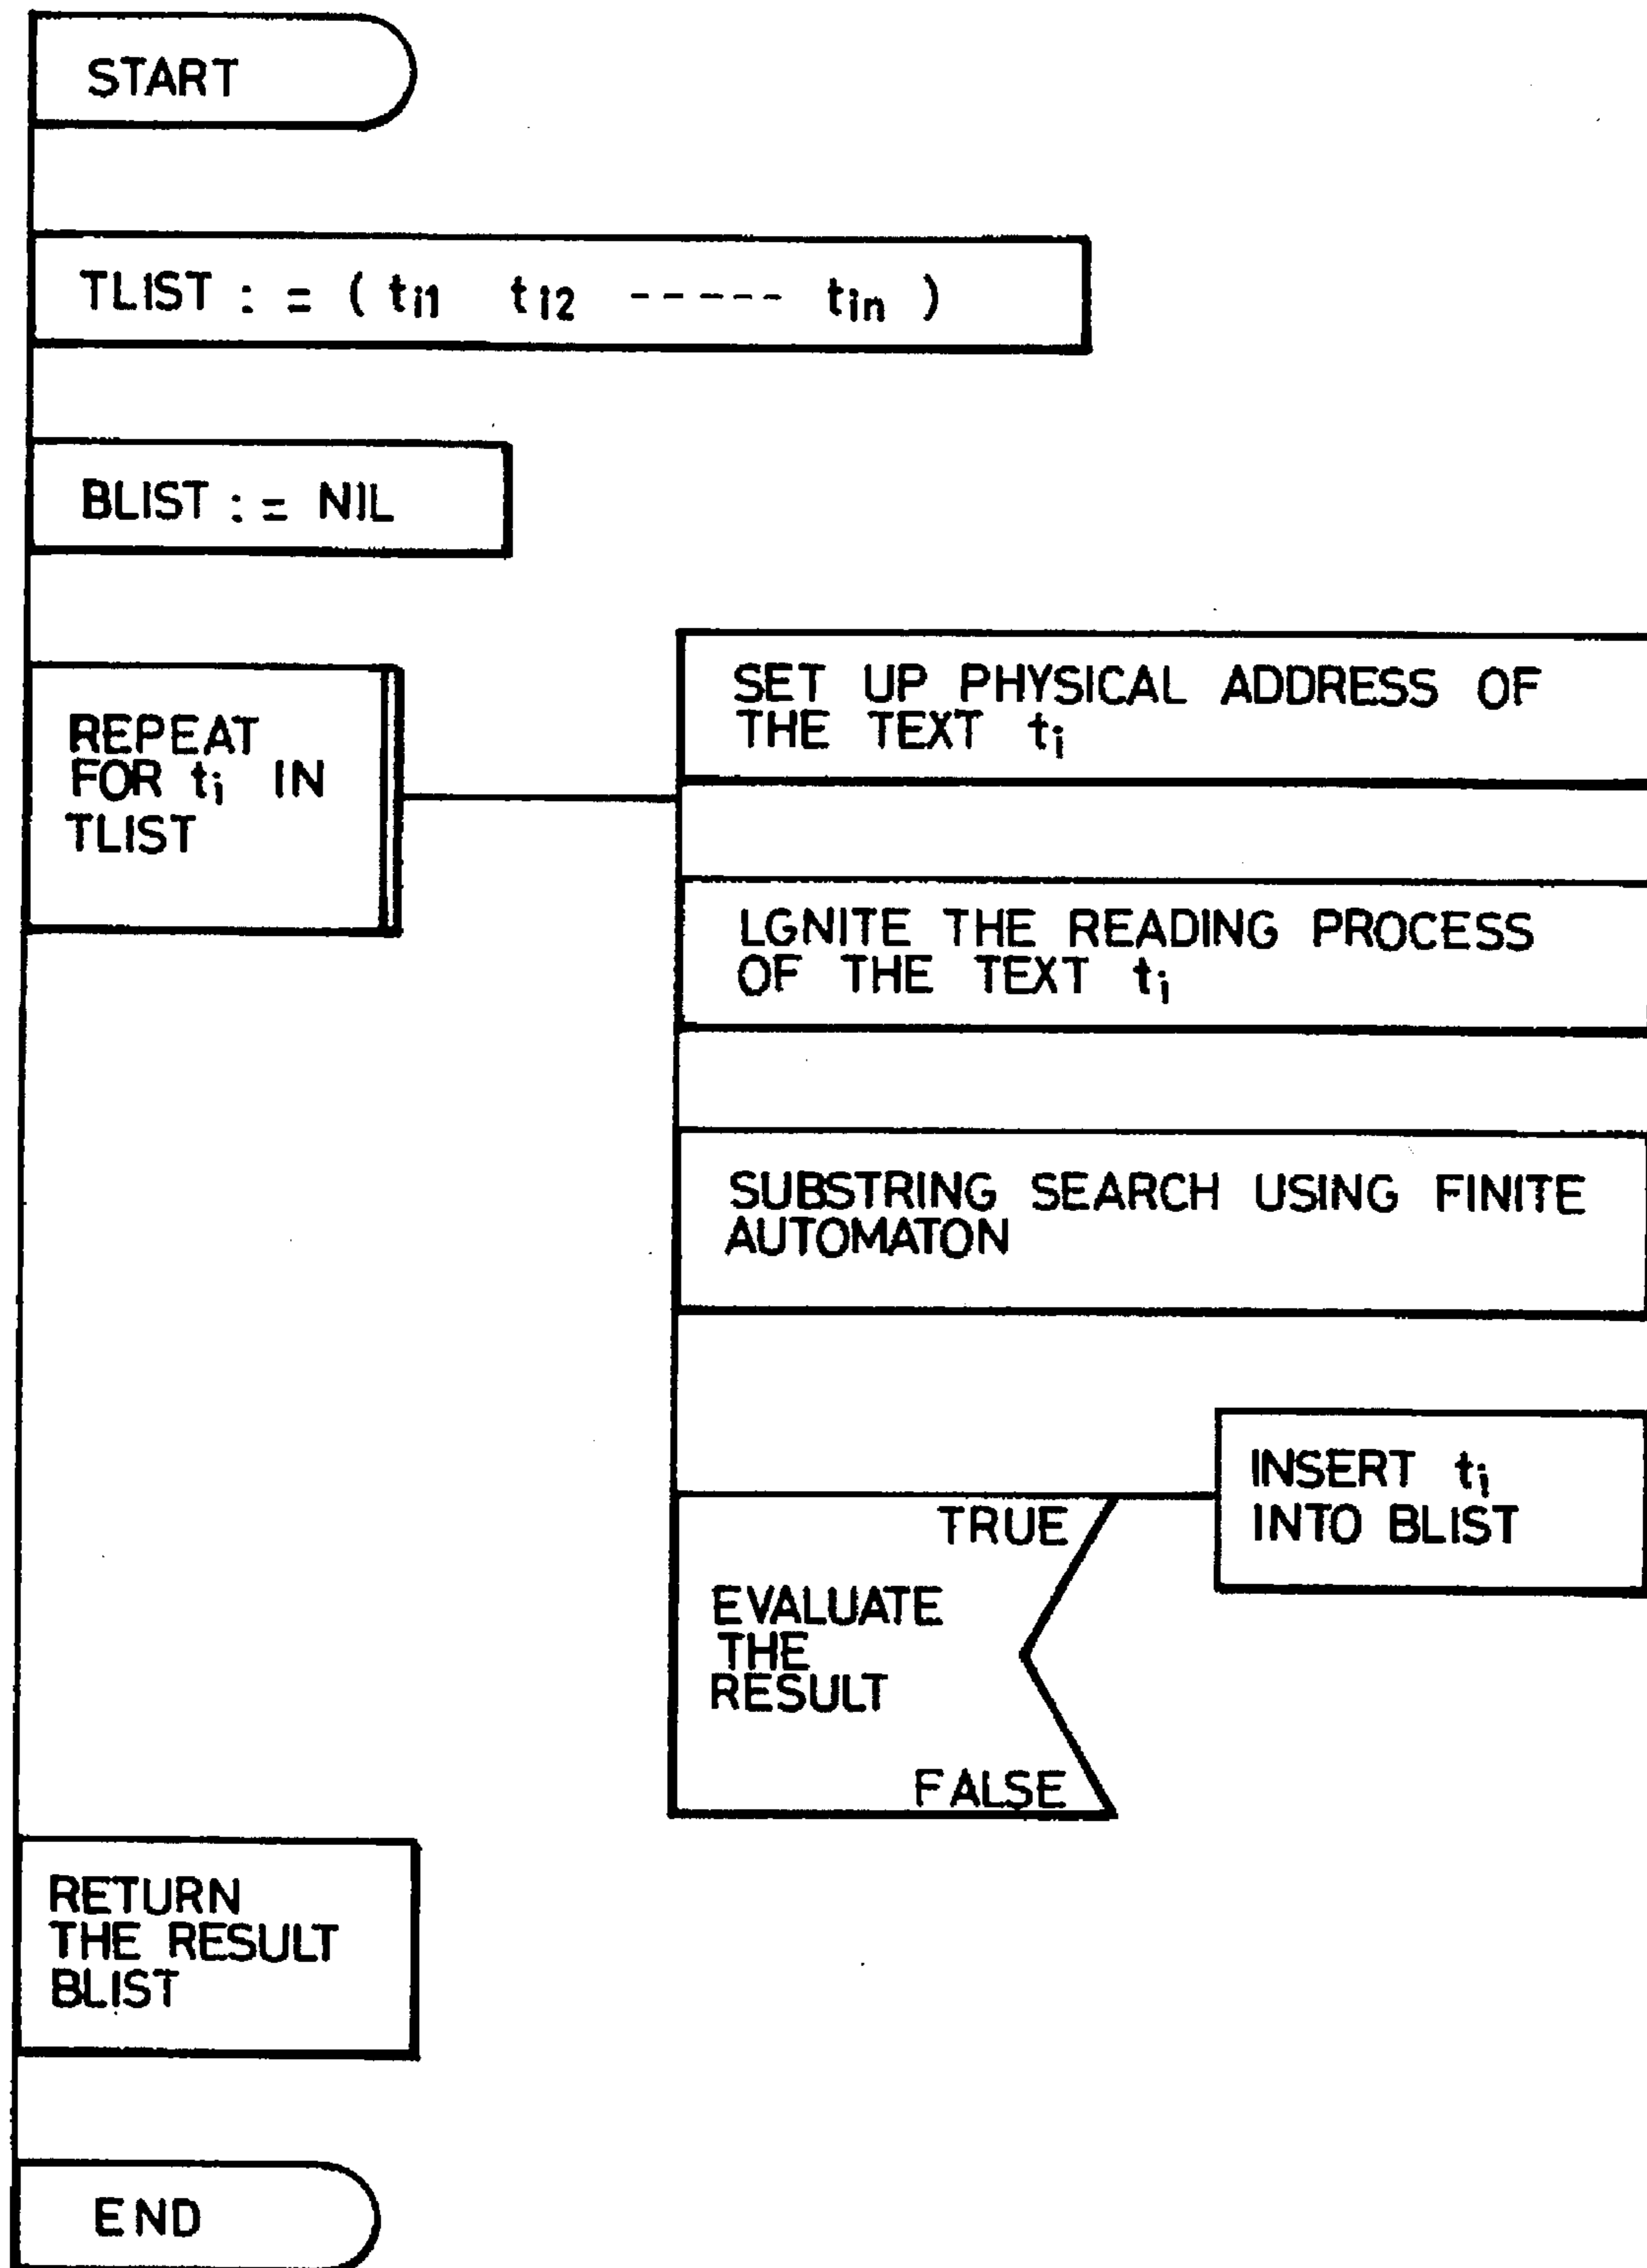 START
TLIST : = ( ti1 ti2 ----- tin )
BLIST : = NIL
REPEAT
FOR ti IN
TLIST
SET UP PHYSICAL ADDRESS OF
THE TEXT ti
LGNITE THE READING PROCESS
OF THE TEXT ti
SUBSTRING SEARCH USING FINITE
AUTOMATON
TRUE
EVALUATE
THE
RESULT
FALSE
INSERT ti
INTO BLIST
RETURN
THE RESULT
BLIST
END